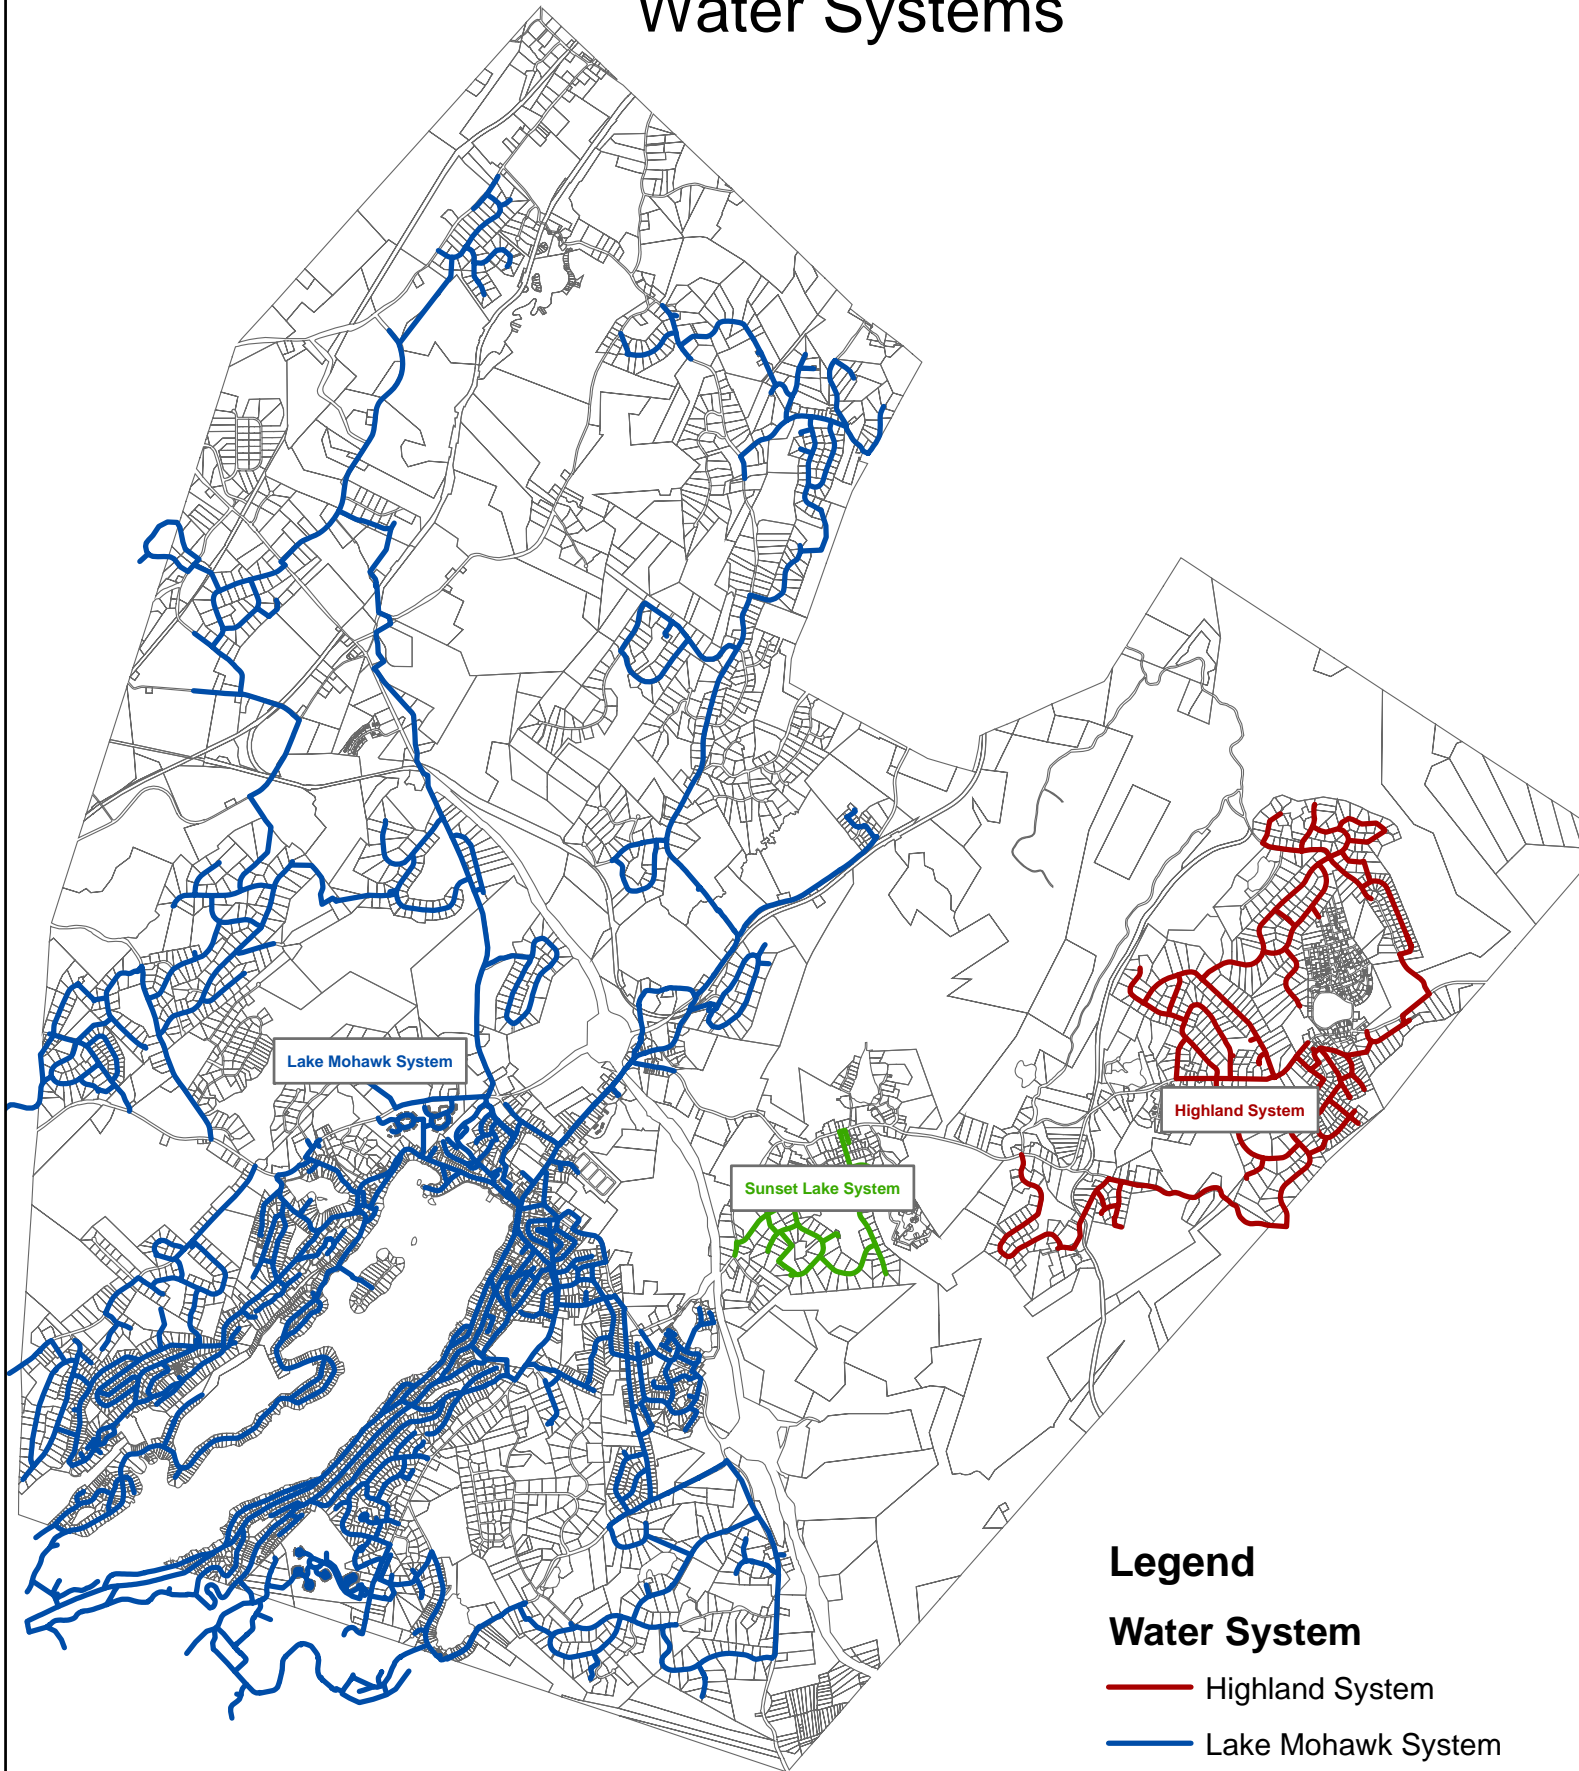 Water Systems
Lake Mohawk System
Highland System
Sunset Lake System
Legend
Water System
Highland System
Lake Mohawk System